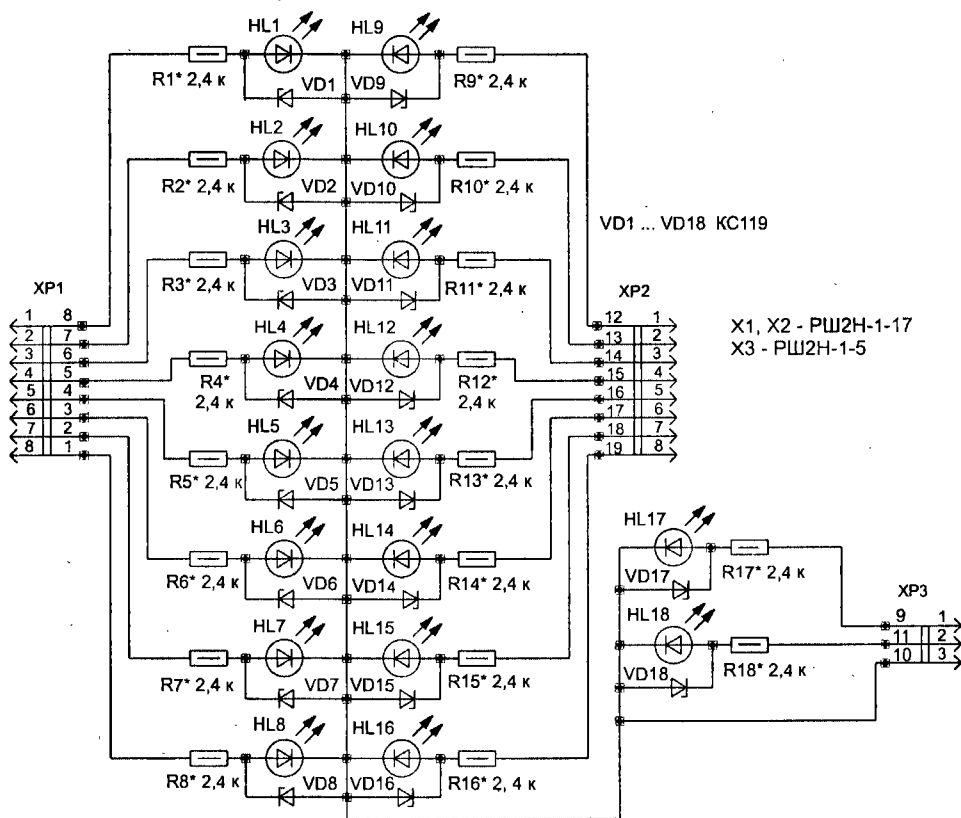 HL1 HL9
R1* 2,4 к VD1 VD9 R9* 2,4 к
HL2 HL10
R2* 2,4 к VD2 VD10 R10* 2,4 к
VD1 ... VD18 КС119
HL3 HL11
R3* 2,4 к VD3 VD11 R11* 2,4 к
XP1
1 8
2 7
3 6
4 5
5 4
6 3
7 2
8 1
XP2
12 1
13 2
14 3
15 4
16 5
17 6
18 7
19 8
X1, X2 - РШ2Н-1-17
X3 - РШ2Н-1-5
HL4 HL12
R4* 2,4 к VD4 VD12 R12* 2,4 к
HL5 HL13
R5* 2,4 к VD5 VD13 R13* 2,4 к
HL6 HL14
R6* 2,4 к VD6 VD14 R14* 2,4 к
HL17
VD17 R17* 2,4 к
HL18
VD18 R18* 2,4 к
XP3
9 1
11 2
10 3
HL7 HL15
R7* 2,4 к VD7 VD15 R15* 2,4 к
HL8 HL16
R8* 2,4 к VD8 VD16 R16* 2, 4 к